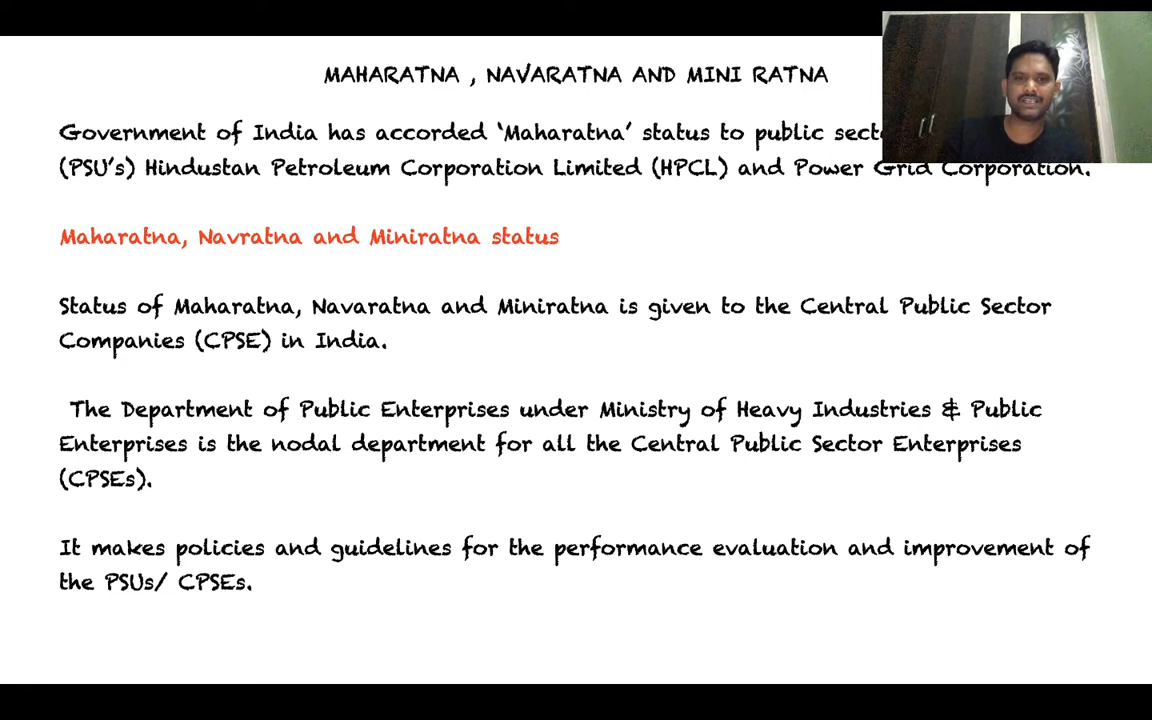 MAHARATNA , NAVARATNA AND MINI RATNA
Government of India has accorded ‘Maharatna’ status to public
(PSU’s) Hindustan Petroleum Corporation Limited (HPCL) and Power Grid Corporation.
Maharatna, Navratna and Miniratna status
Status of Maharatna, Navaratna and Miniratna is given to the Central Public Sector
Companies (CPSE) in India.
The Department of Public Enterprises under Ministry of Heavy Industries & Public
Enterprises is the nodal department for all the Central Public Sector Enterprises
(CPSEs).
It makes policies and guidelines for the performance evaluation and improvement of
the PSUs/ CPSEs.